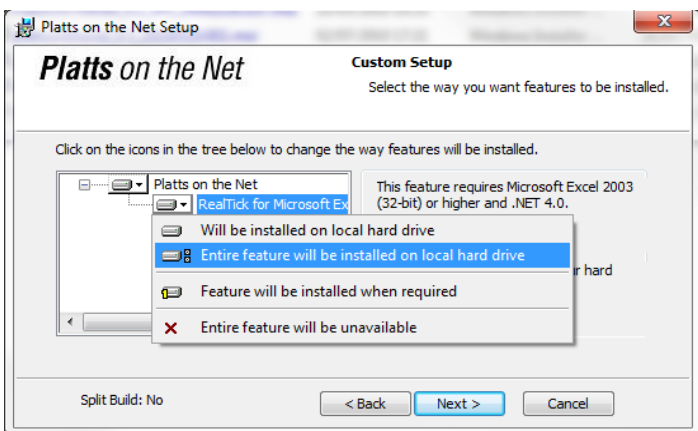 Platts on the Net Setup
Platts on the Net
Custom Setup
Select the way you want features to be installed.
Click on the icons in the tree below to change the way features will be installed.
Platts on the Net
RealTick for Microsoft Ex
This feature requires Microsoft Excel 2003
(32-bit) or higher and .NET 4.0.
Will be installed on local hard drive
Entire feature will be installed on local hard drive
hard
Feature will be installed when required
Entire feature will be unavailable
Split Build: No
< Back
Next >
Cancel